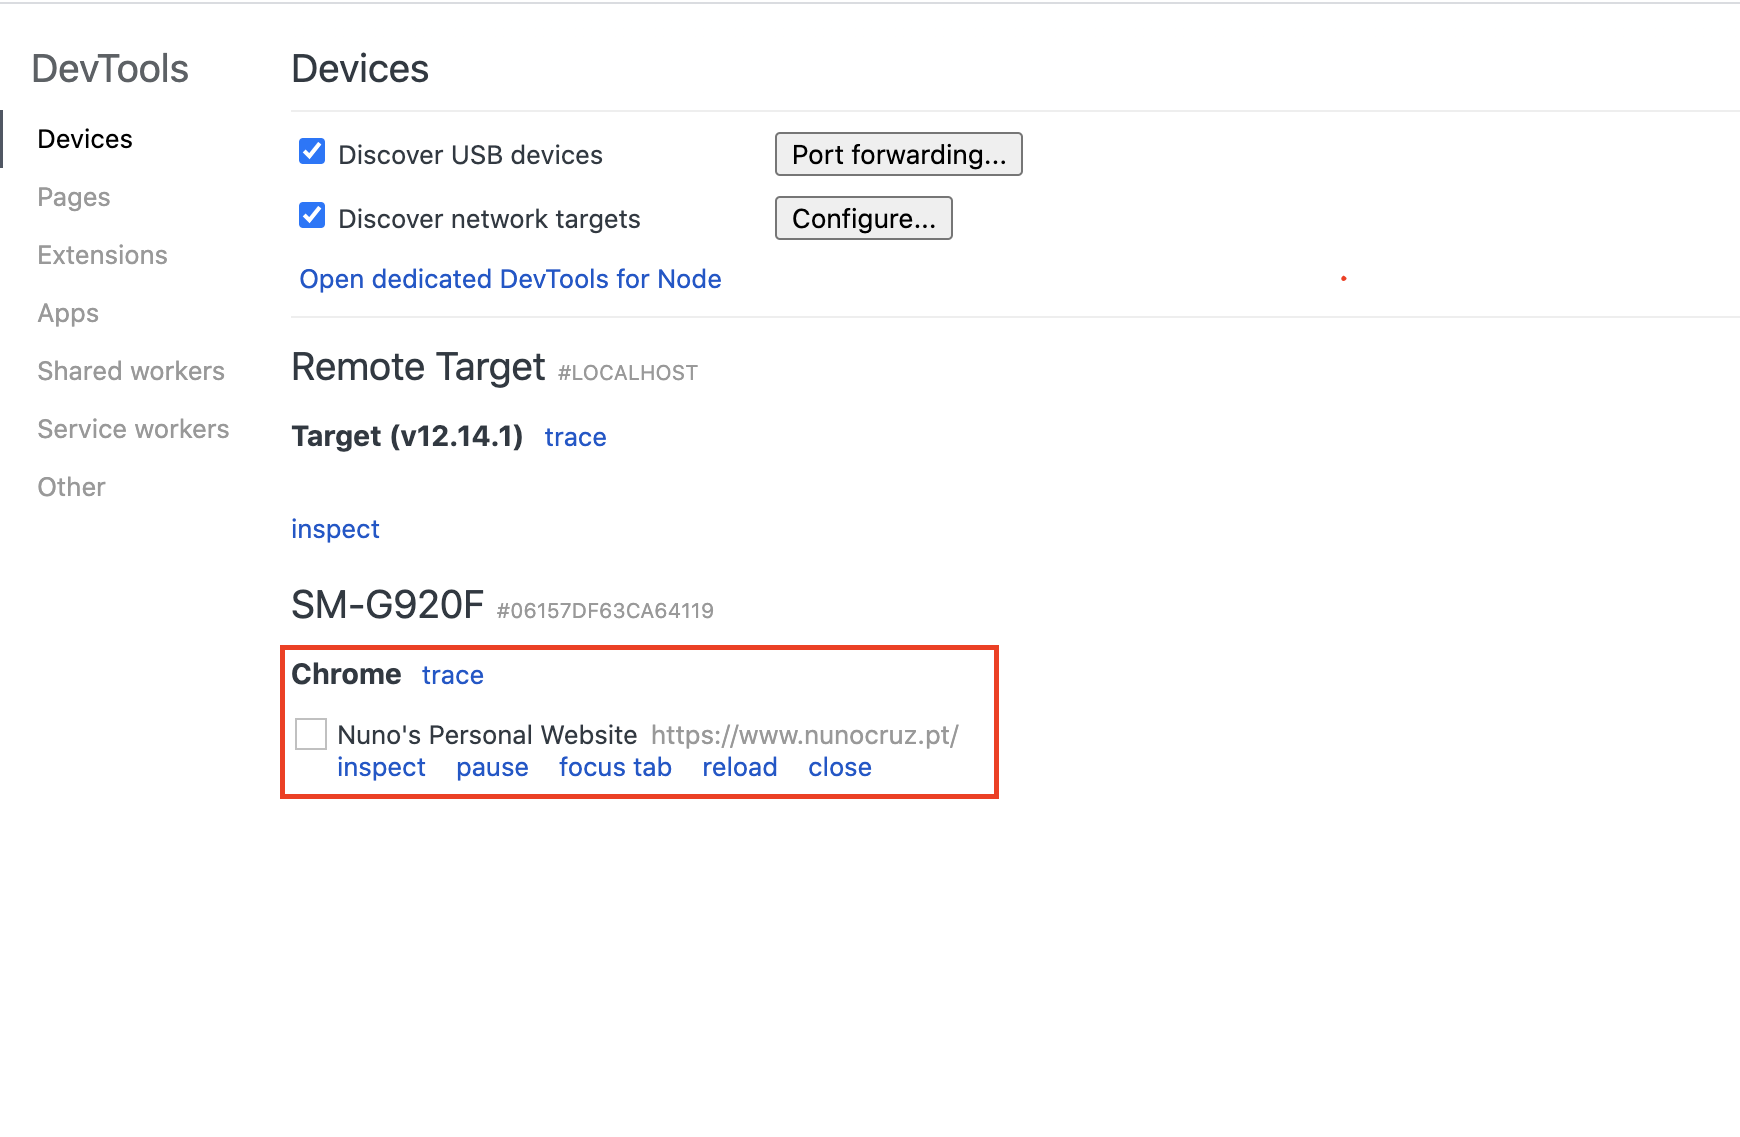 DevTools
Devices
Pages
Extensions
Apps
Shared workers
Service workers
Other
Devices
Discover USB devices Port forwarding...
Discover network targets Configure...
Open dedicated DevTools for Node
Remote Target #LOCALHOST
Target (v12.14.1) trace
inspect
SM-G920F #06157DF63CA64119
Chrome trace
Nuno's Personal Website https://www.nunocruz.pt/
inspect pause focus tab reload close